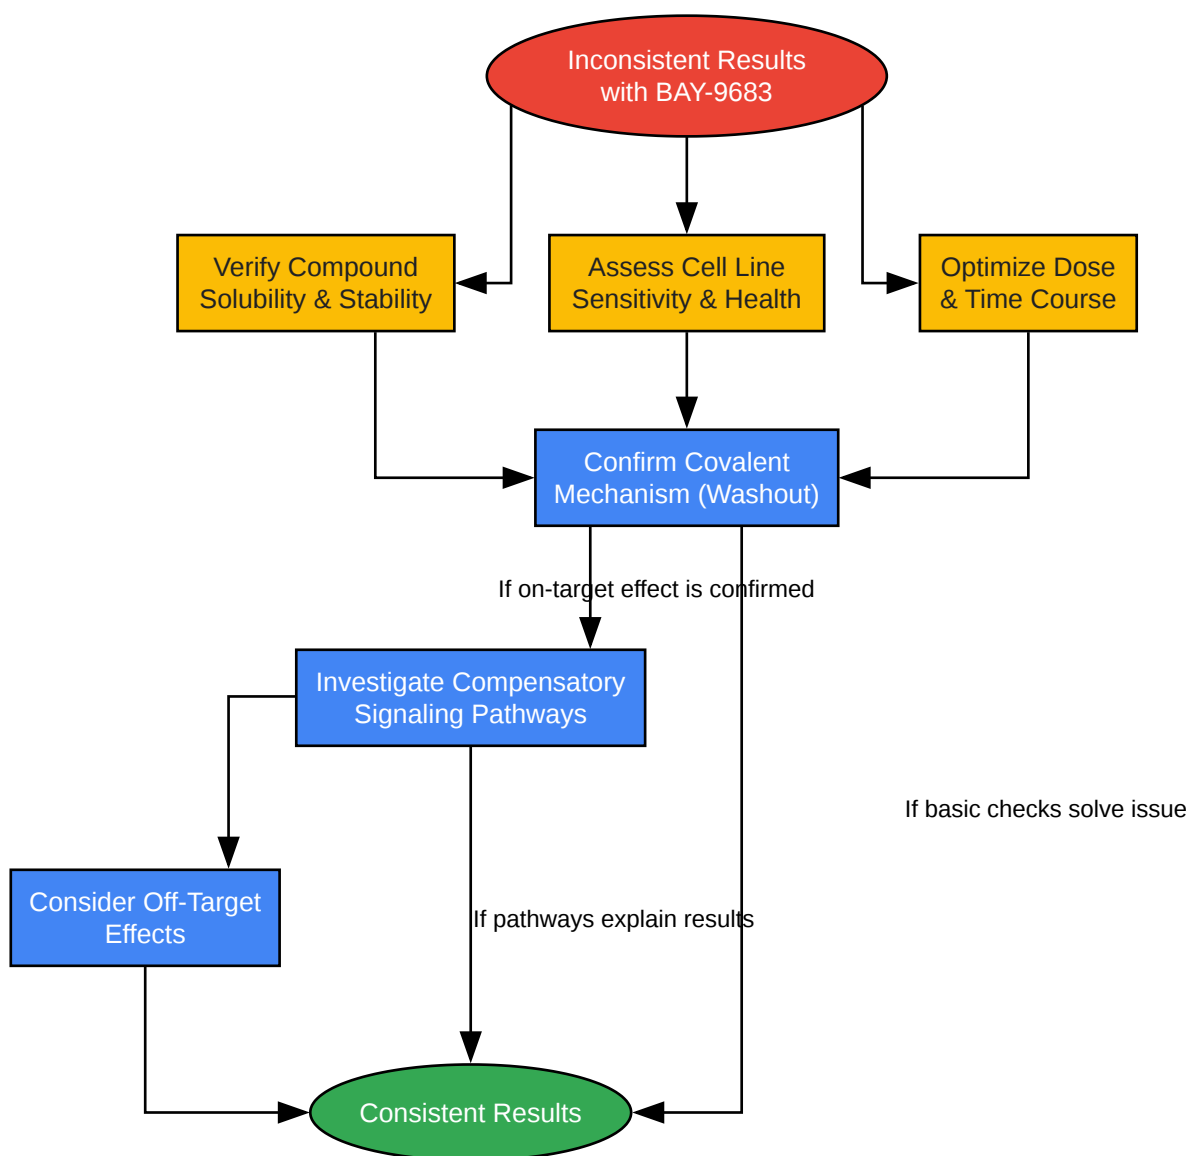 Inconsistent Results
with BAY-9683
Verify Compound
Solubility & Stability
Assess Cell Line
Sensitivity & Health
Optimize Dose
& Time Course
Confirm Covalent
Mechanism (Washout)
If on-target effect is confirmed
Investigate Compensatory
Signaling Pathways
If basic checks solve issue
Consider Off-Target
Effects
If pathways explain results
Consistent Results